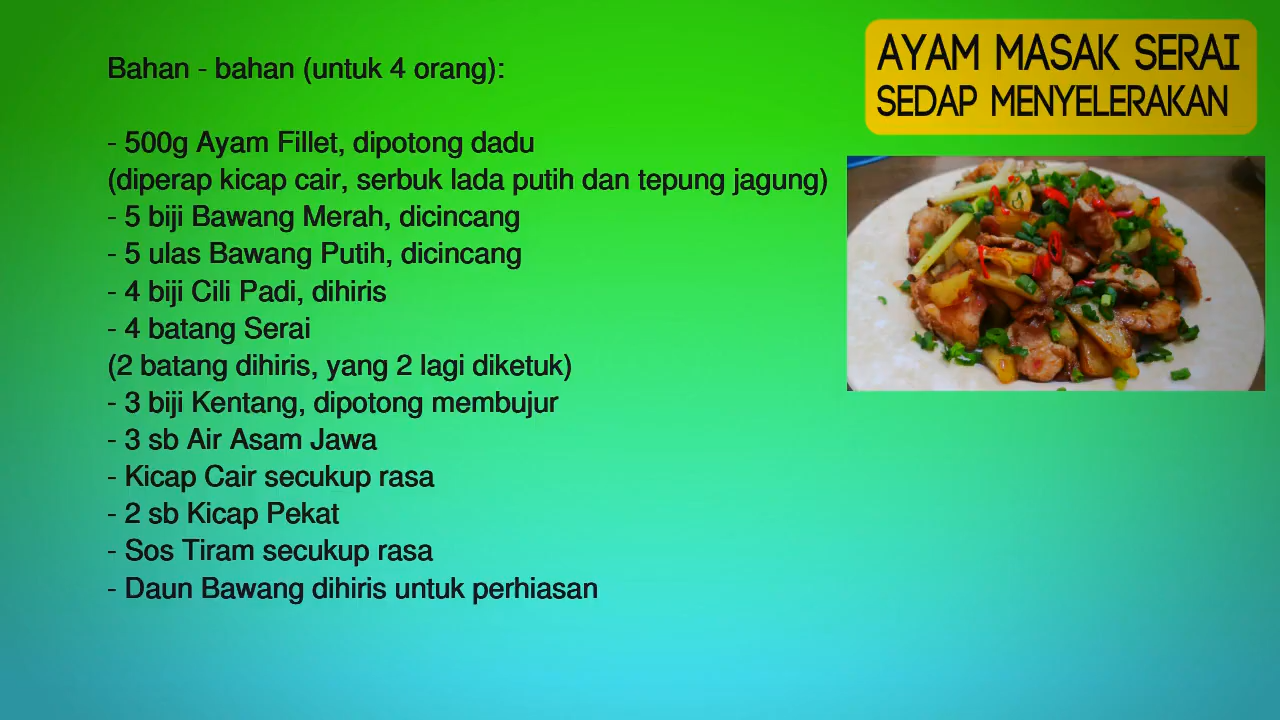 AYAM MASAK SERAI
SEDAP MENYELERAKAN
Bahan - bahan (untuk 4 orang):
- 500g Ayam Fillet, dipotong dadu
(diperap kicap cair, serbuk lada putih dan tepung jagung)
- 5 biji Bawang Merah, dicincang
- 5 ulas Bawang Putih, dicincang
- 4 biji Cili Padi, dihiris
- 4 batang Serai
(2 batang dihiris, yang 2 lagi diketuk)
- 3 biji Kentang, dipotong membujur
- 3 sb Air Asam Jawa
- Kicap Cair secukup rasa
- 2 sb Kicap Pekat
- Sos Tiram secukup rasa
- Daun Bawang dihiris untuk perhiasan